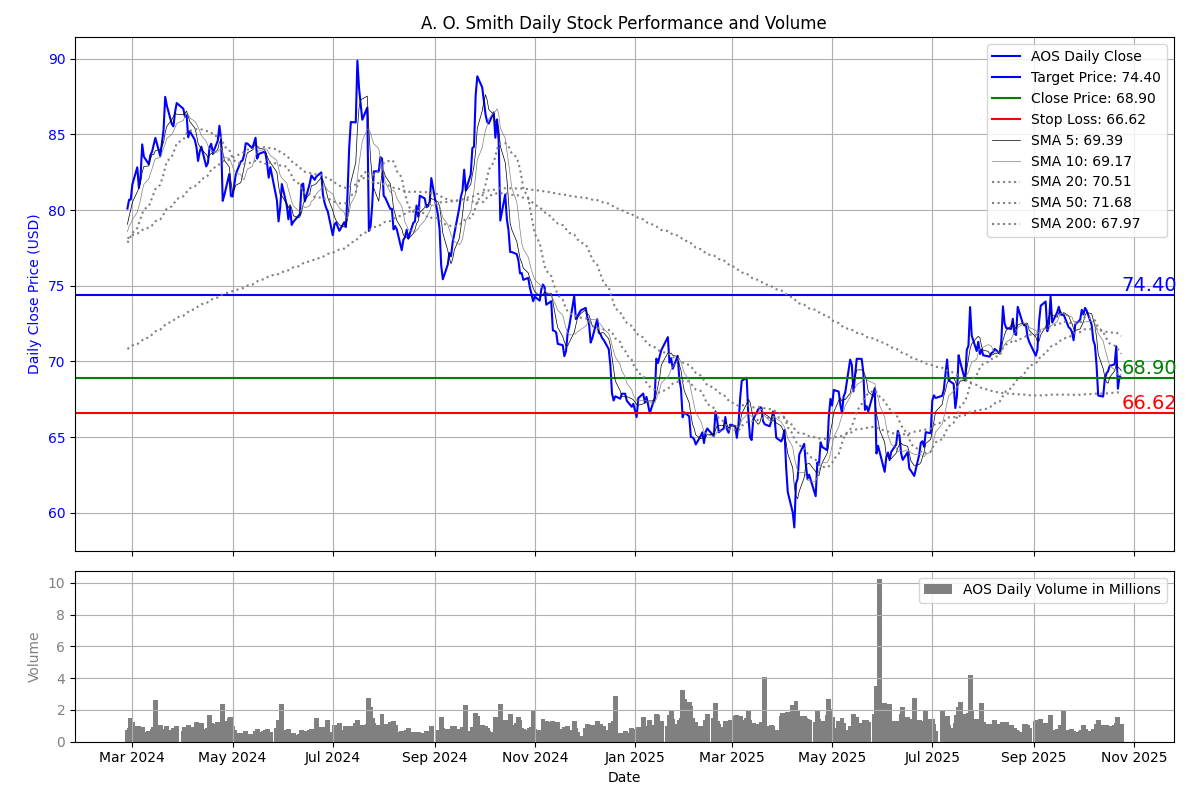 A. O. Smith Daily Stock Performance and Volume
Daily Close Price (USD)
90
85
80
75
70
65
60
AOS Daily Close
Target Price: 74.40
Close Price: 68.90
Stop Loss: 66.62
SMA 5: 69.39
SMA 10: 69.17
SMA 20: 70.51
SMA 50: 71.68
SMA 200: 67.97
74.40
68.90
66.62
Volume
10
8
6
4
2
0
AOS Daily Volume in Millions
Mar 2024 May 2024 Jul 2024 Sep 2024 Nov 2024 Jan 2025 Mar 2025 May 2025 Jul 2025 Sep 2025 Nov 2025
Date